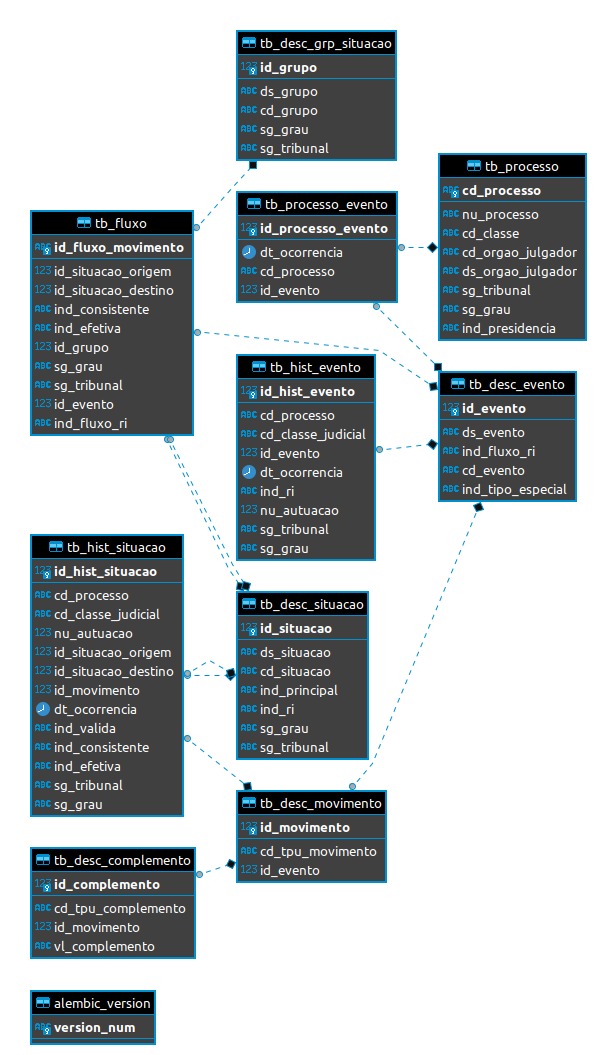 tb_desc_grp_situacao
123 id_grupo
ABC ds_grupo
ABC cd_grupo
ABC sg_grau
ABC sg_tribunal
tb_processo
ABC cd_processo
ABC nu_processo
ABC cd_classe
ABC cd_orgao_julgador
ABC ds_orgao_julgador
ABC sg_tribunal
ABC sg_grau
ABC ind_presidencia
tb_processo_evento
123 id_processo_evento
dt_ocorrencia
ABC cd_processo
123 id_evento
tb_fluxo
ABC id_fluxo_movimento
123 id_situacao_origem
123 id_situacao_destino
ABC ind_consistente
ABC ind_efetiva
123 id_grupo
ABC sg_grau
ABC sg_tribunal
123 id_evento
ABC ind_fluxo_ri
tb_hist_evento
123 id_hist_evento
ABC cd_processo
ABC cd_classe_judicial
123 id_evento
dt_ocorrencia
ABC ind_ri
123 nu_autuacao
ABC sg_tribunal
ABC sg_grau
tb_desc_evento
123 id_evento
ABC ds_evento
ABC ind_fluxo_ri
ABC cd_evento
ABC ind_tipo_especial
tb_hist_situacao
123 id_hist_situacao
ABC cd_processo
ABC cd_classe_judicial
123 nu_autuacao
123 id_situacao_origem
123 id_situacao_destino
123 id_movimento
dt_ocorrencia
ABC ind_valida
ABC ind_consistente
ABC ind_efetiva
ABC sg_tribunal
ABC sg_grau
tb_desc_situacao
123 id_situacao
ABC ds_situacao
ABC cd_situacao
ABC ind_principal
ABC ind_ri
ABC sg_grau
ABC sg_tribunal
tb_desc_movimento
123 id_movimento
ABC cd_tpu_movimento
123 id_evento
tb_desc_complemento
123 id_complemento
ABC cd_tpu_complemento
123 id_movimento
ABC vl_complemento
alembic_version
ABC version_num